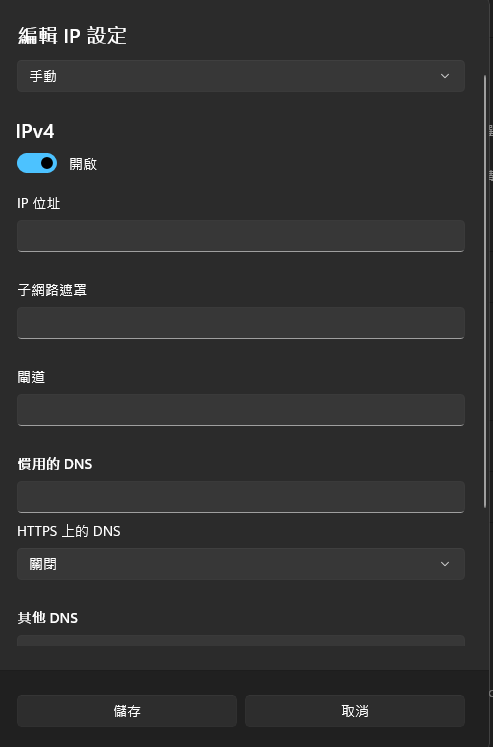 編輯 IP 設定
手動
IPv4
開啟
IP 位址
子網路遮罩
閘道
慣用的 DNS
HTTPS 上的 DNS
關閉
其他 DNS
儲存
取消